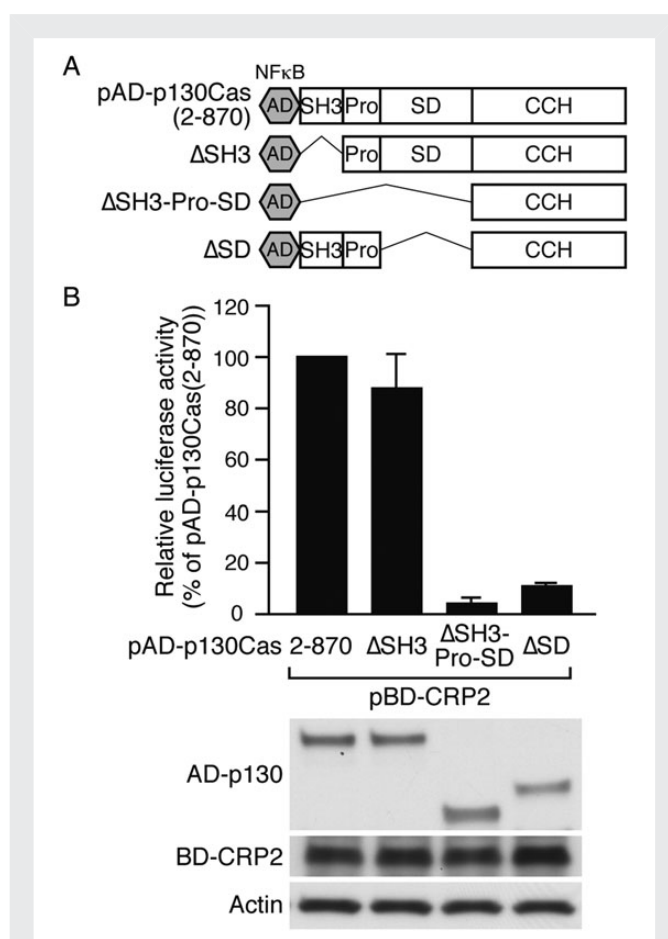 A
NFκB
pAD-p130Cas
(2-870)
AD SH3 Pro SD CCH
ΔSH3 AD Pro SD CCH
ΔSH3-Pro-SD AD CCH
ΔSD AD SH3 Pro CCH
B
Relative luciferase activity
(% of pAD-p130Cas(2-870))
120
100
80
60
40
20
0
pAD-p130Cas 2-870 ΔSH3 ΔSH3-
Pro-SD ΔSD
pBD-CRP2
AD-p130
BD-CRP2
Actin